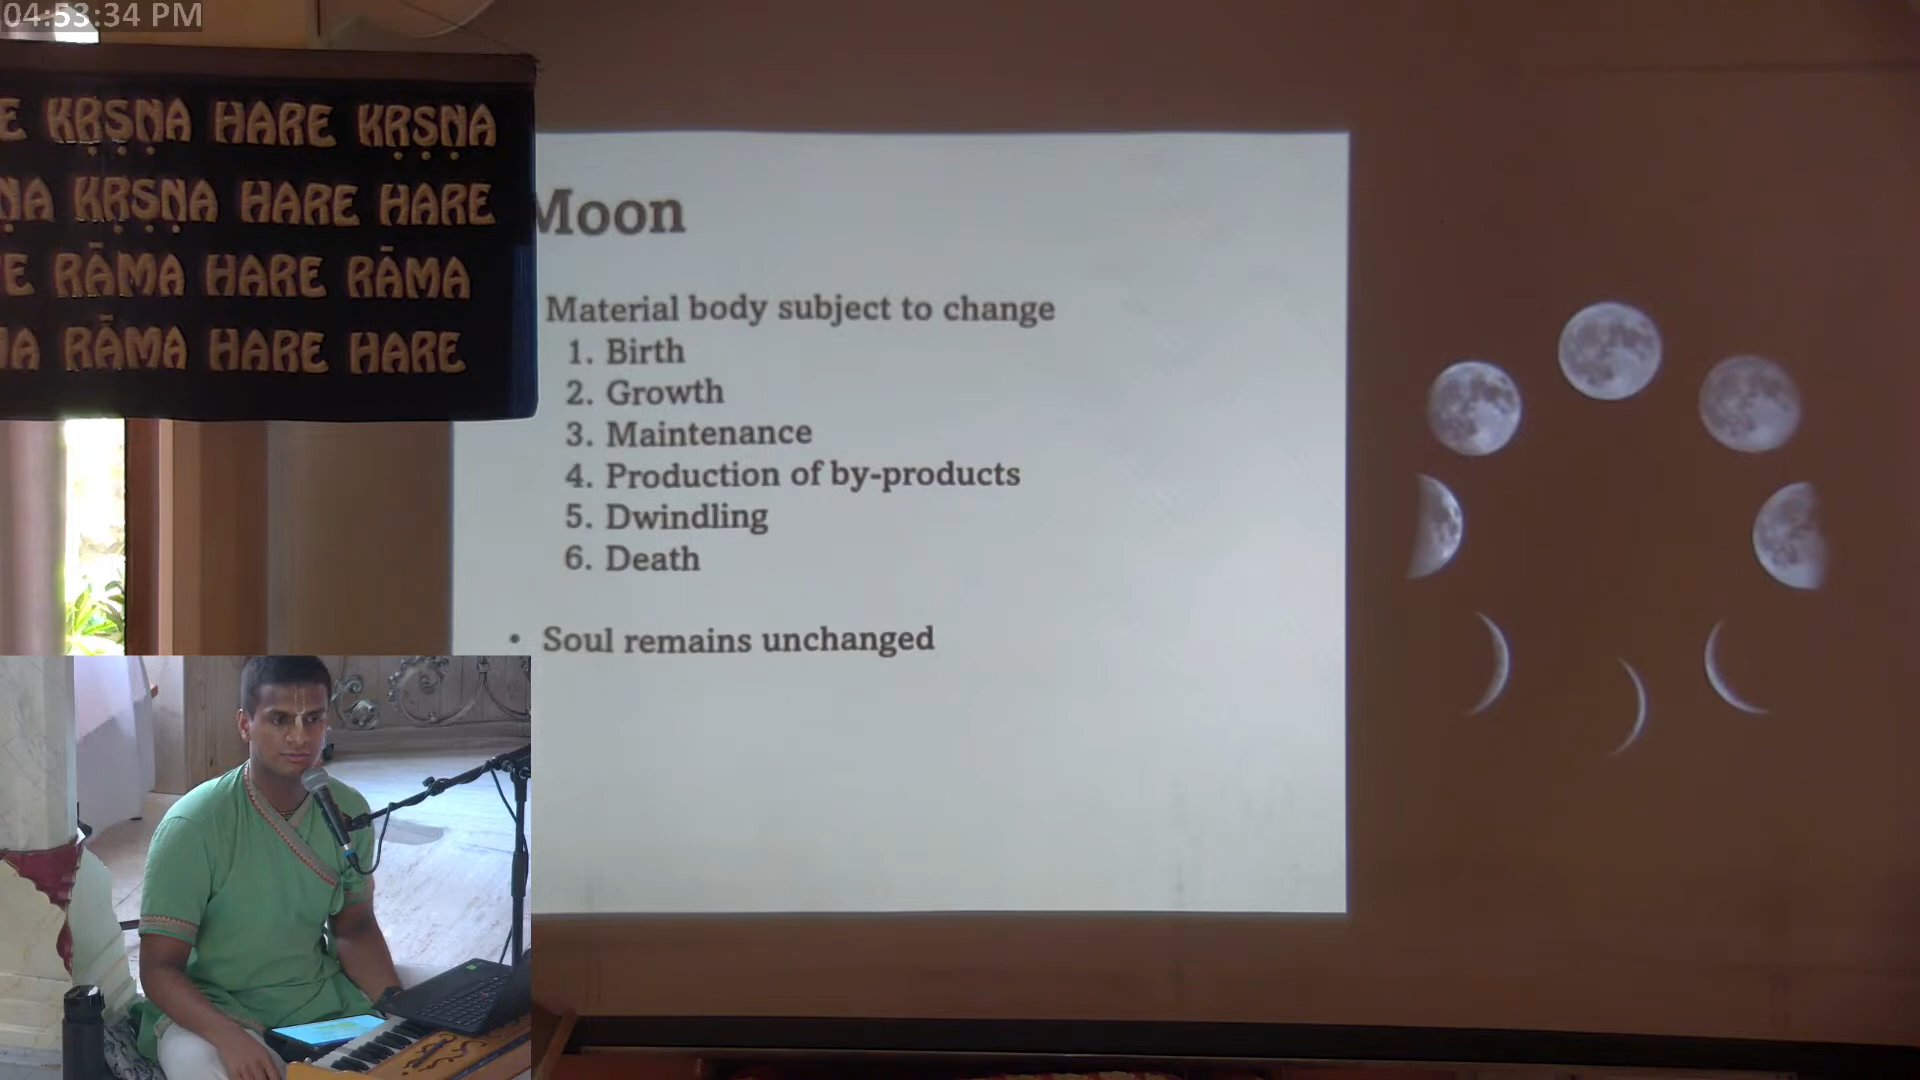 04:53:34 PM
E KṚṢṆA HARE KṚṢṆA
ṆA KṚṢṆA HARE HARE
E RĀMA HARE RĀMA
A RĀMA HARE HARE
Moon
Material body subject to change
1. Birth
2. Growth
3. Maintenance
4. Production of by-products
5. Dwindling
6. Death
• Soul remains unchanged